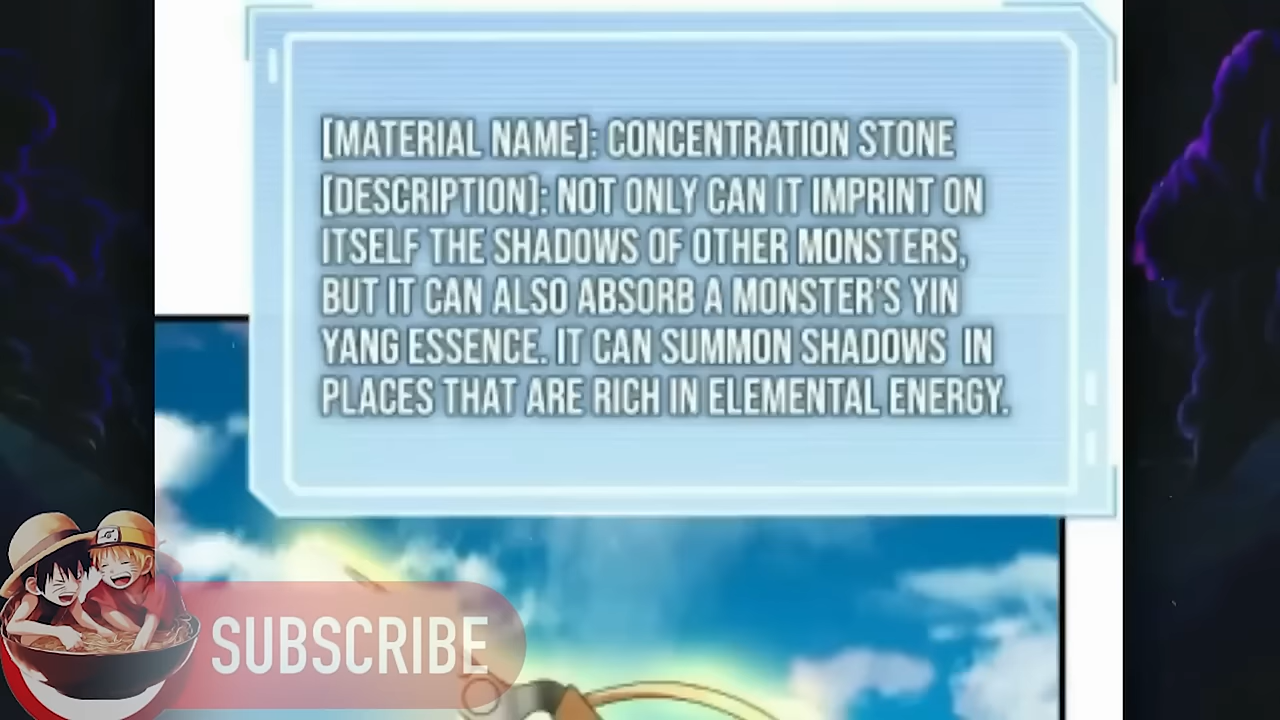 [MATERIAL NAME]: CONCENTRATION STONE
[DESCRIPTION]: NOT ONLY CAN IT IMPRINT ON
ITSELF THE SHADOWS OF OTHER MONSTERS,
BUT IT CAN ALSO ABSORB A MONSTER'S YIN
YANG ESSENCE. IT CAN SUMMON SHADOWS IN
PLACES THAT ARE RICH IN ELEMENTAL ENERGY.
SUBSCRIBE